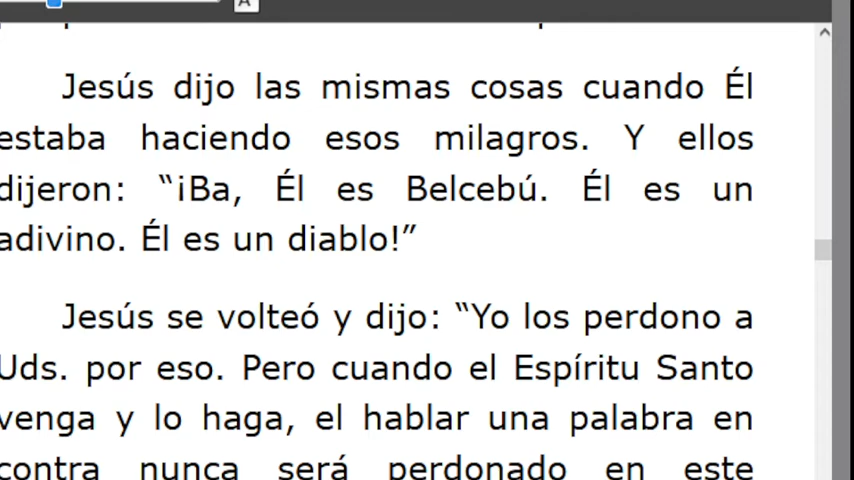 A
Jesús dijo las mismas cosas cuando Él
estaba haciendo esos milagros. Y ellos
dijeron: “¡Ba, Él es Belcebú. Él es un
adivino. Él es un diablo!”
Jesús se volteó y dijo: “Yo los perdono a
Uds. por eso. Pero cuando el Espíritu Santo
venga y lo haga, el hablar una palabra en
contra nunca será perdonado en este